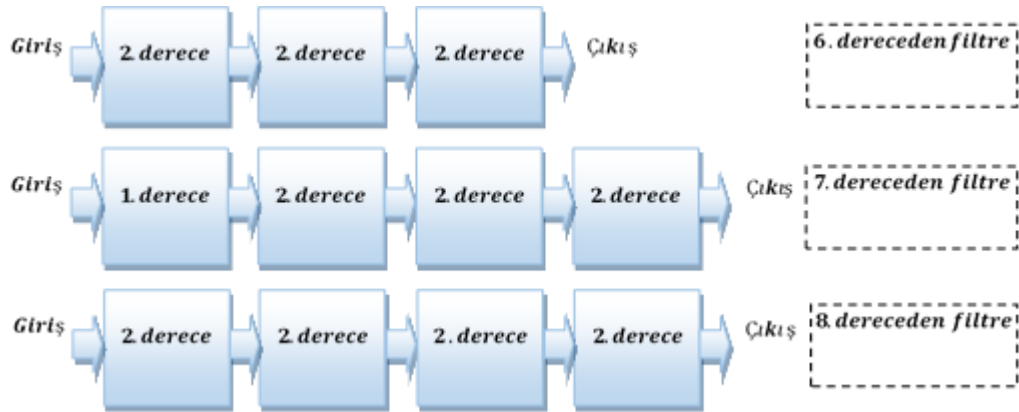 Giriş 2. derece 2. derece 2. derece Çıkış 6. dereceden filtre
Giriş 1. derece 2. derece 2. derece 2. derece Çıkış 7. dereceden filtre
Giriş 2. derece 2. derece 2. derece 2. derece Çıkış 8. dereceden filtre